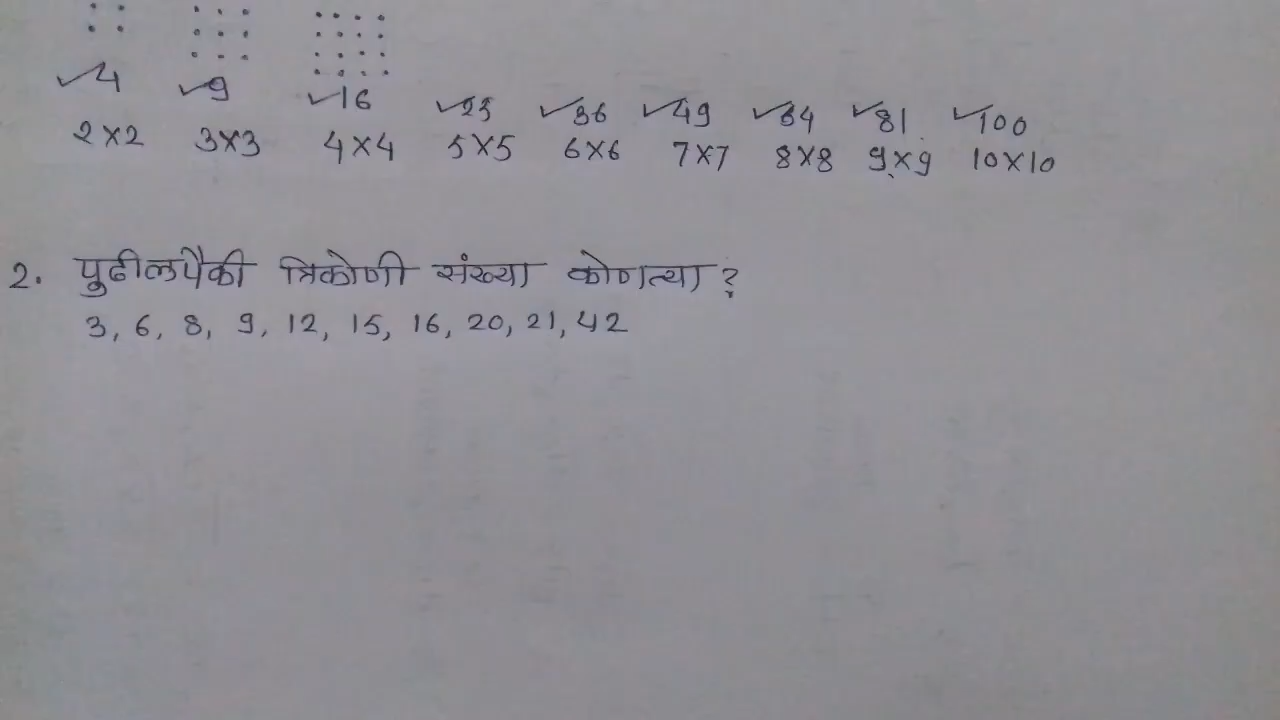 ✓4 ✓9 ✓16 ✓25 ✓36 ✓49 ✓64 ✓81 ✓100
2×2 3×3 4×4 5×5 6×6 7×7 8×8 9×9 10×10
2. पुढीलपैकी त्रिकोणी संख्या कोणत्या ?
3, 6, 8, 9, 12, 15, 16, 20, 21, 42